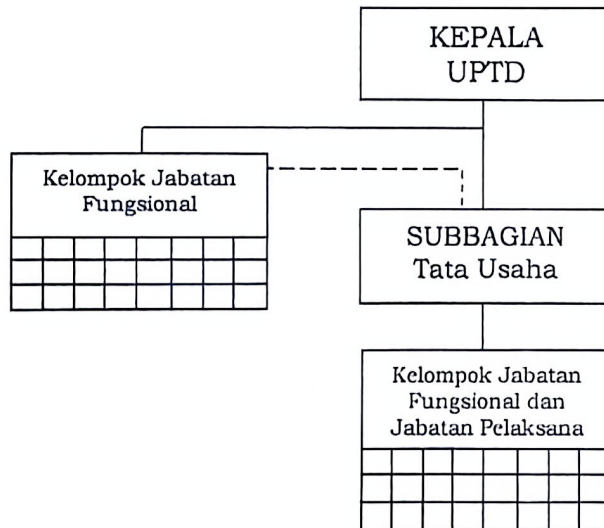 KEPALA
UPTD
Kelompok Jabatan
Fungsional
SUBBAGIAN
Tata Usaha
Kelompok Jabatan
Fungsional dan
Jabatan Pelaksana